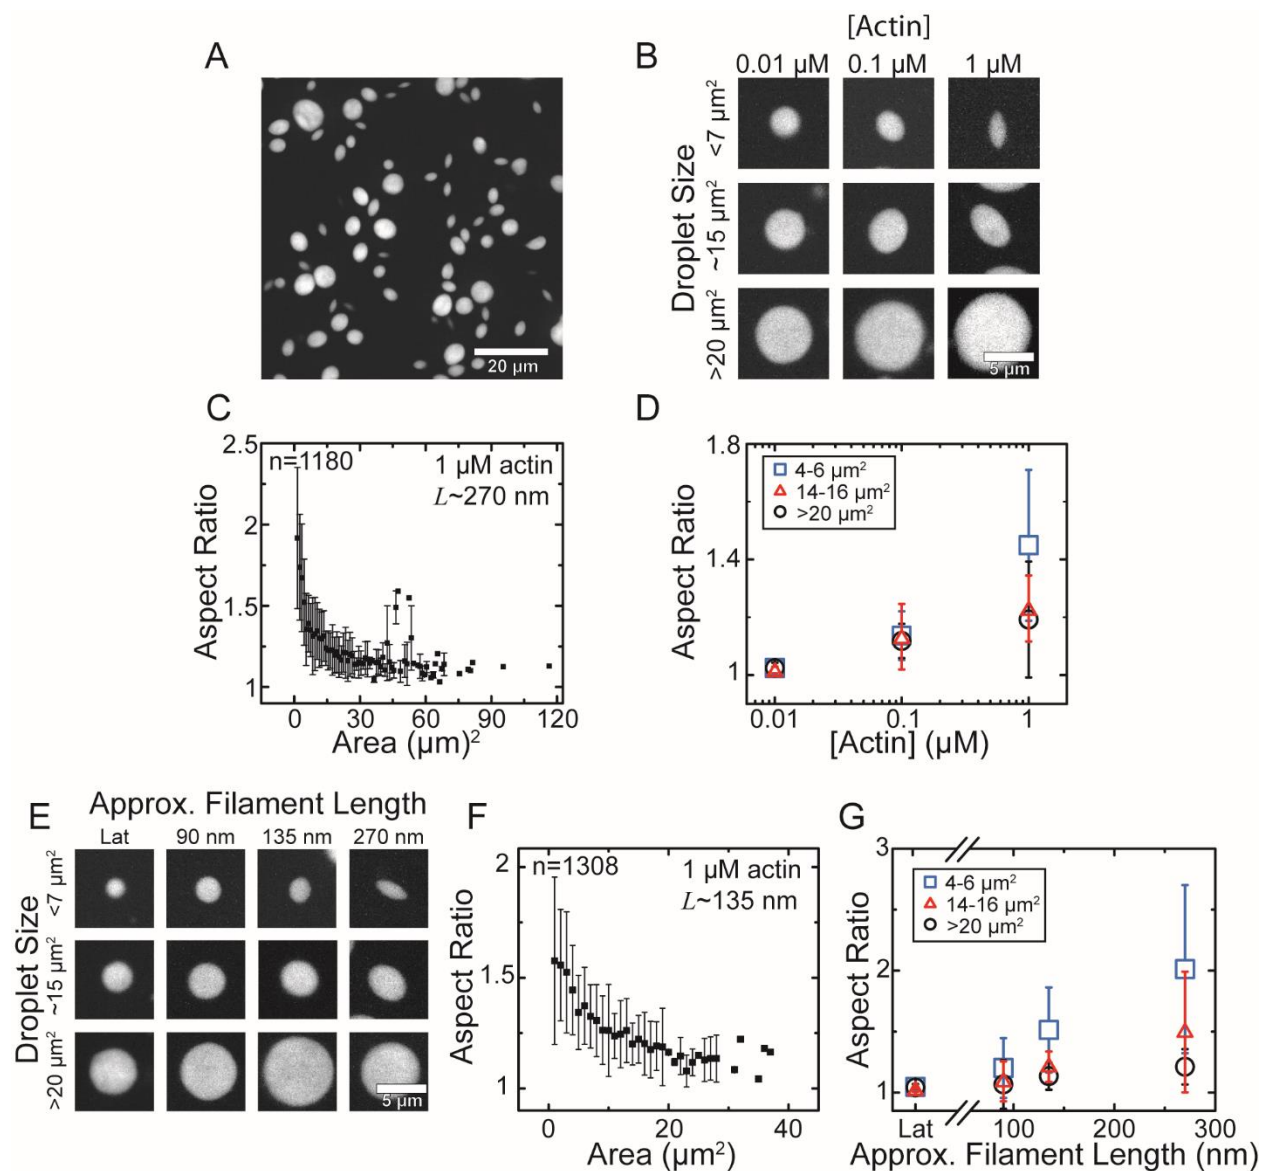 A
20 µm
B
[Actin]
0.01 µM 0.1 µM 1 µM
Droplet Size
<7 µm²
~15 µm²
>20 µm²
5 µm
C
2.5
2
1.5
1
Aspect Ratio
n=1180
1 µM actin
L~270 nm
0 30 60 90 120
Area (µm)²
D
1.8
1.4
1
Aspect Ratio
4-6 µm²
14-16 µm²
>20 µm²
0.01 0.1 1
[Actin] (µM)
E
Approx. Filament Length
Lat 90 nm 135 nm 270 nm
Droplet Size
<7 µm²
~15 µm²
>20 µm²
5 µm
F
2
1.5
1
Aspect Ratio
n=1308
1 µM actin
L~135 nm
0 20 40
Area (µm²)
G
3
2
1
Aspect Ratio
4-6 µm²
14-16 µm²
>20 µm²
Lat 100 200 300
Approx. Filament Length (nm)